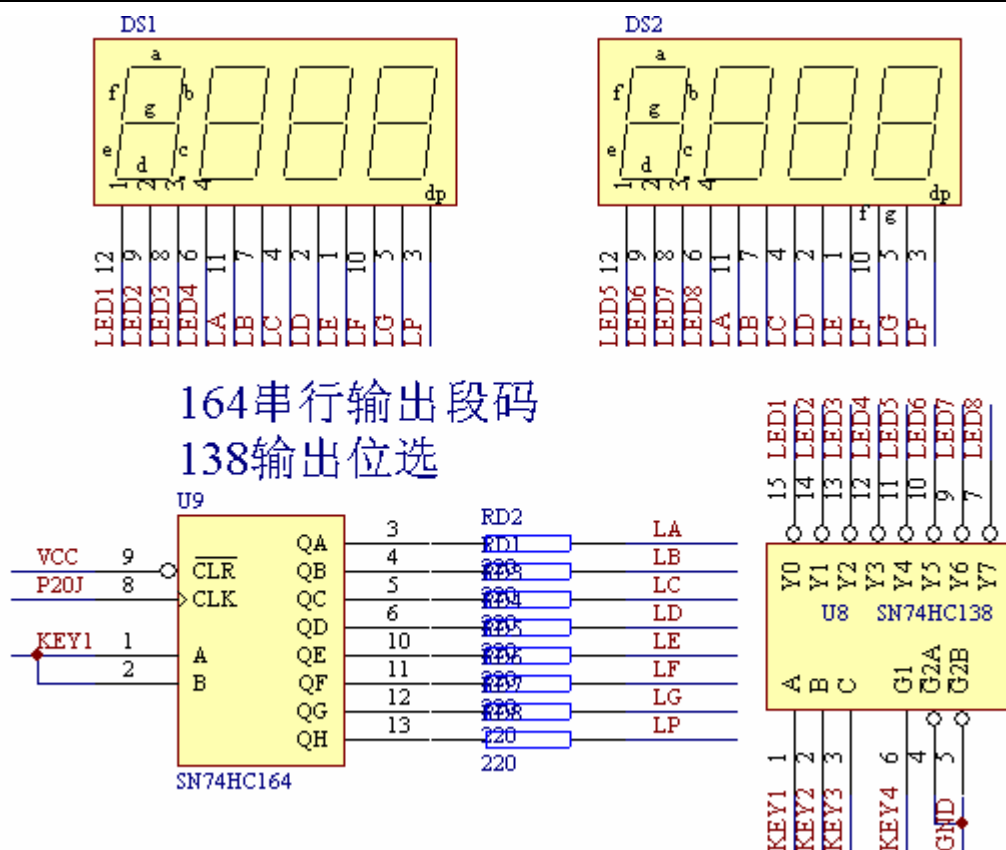 DS1
DS2
a
a
f
b
f
b
g
g
e
c
e
c
d
d
1 2 3 4
dp
1 2 3 4
dp
f g
12 9 8 6 11 7 4 2 1 10 5 3
12 9 8 6 11 7 4 2 1 10 5 3
LED1 LED2 LED3 LED4 LA LB LC LD LE LF LG LP
LED5 LED6 LED7 LED8 LA LB LC LD LE LF LG LP
164串行输出段码
138输出位选
LED1 LED2 LED3 LED4 LED5 LED6 LED7 LED8
15 14 13 12 11 10 9 7
U9
VCC 9 CLR
P20J 8 CLK
KEY1 1 A
2 B
QA 3
QB 4
QC 5
QD 6
QE 10
QF 11
QG 12
QH 13
SN74HC164
RD2
RD1
220
220
LA
LB
LC
LD
LE
LF
LG
LP
Y0 Y1 Y2 Y3 Y4 Y5 Y6 Y7
U8 SN74HC138
A B C G1 G2A G2B
1 2 3 6 4 5
KEY1 KEY2 KEY3 KEY4 GND